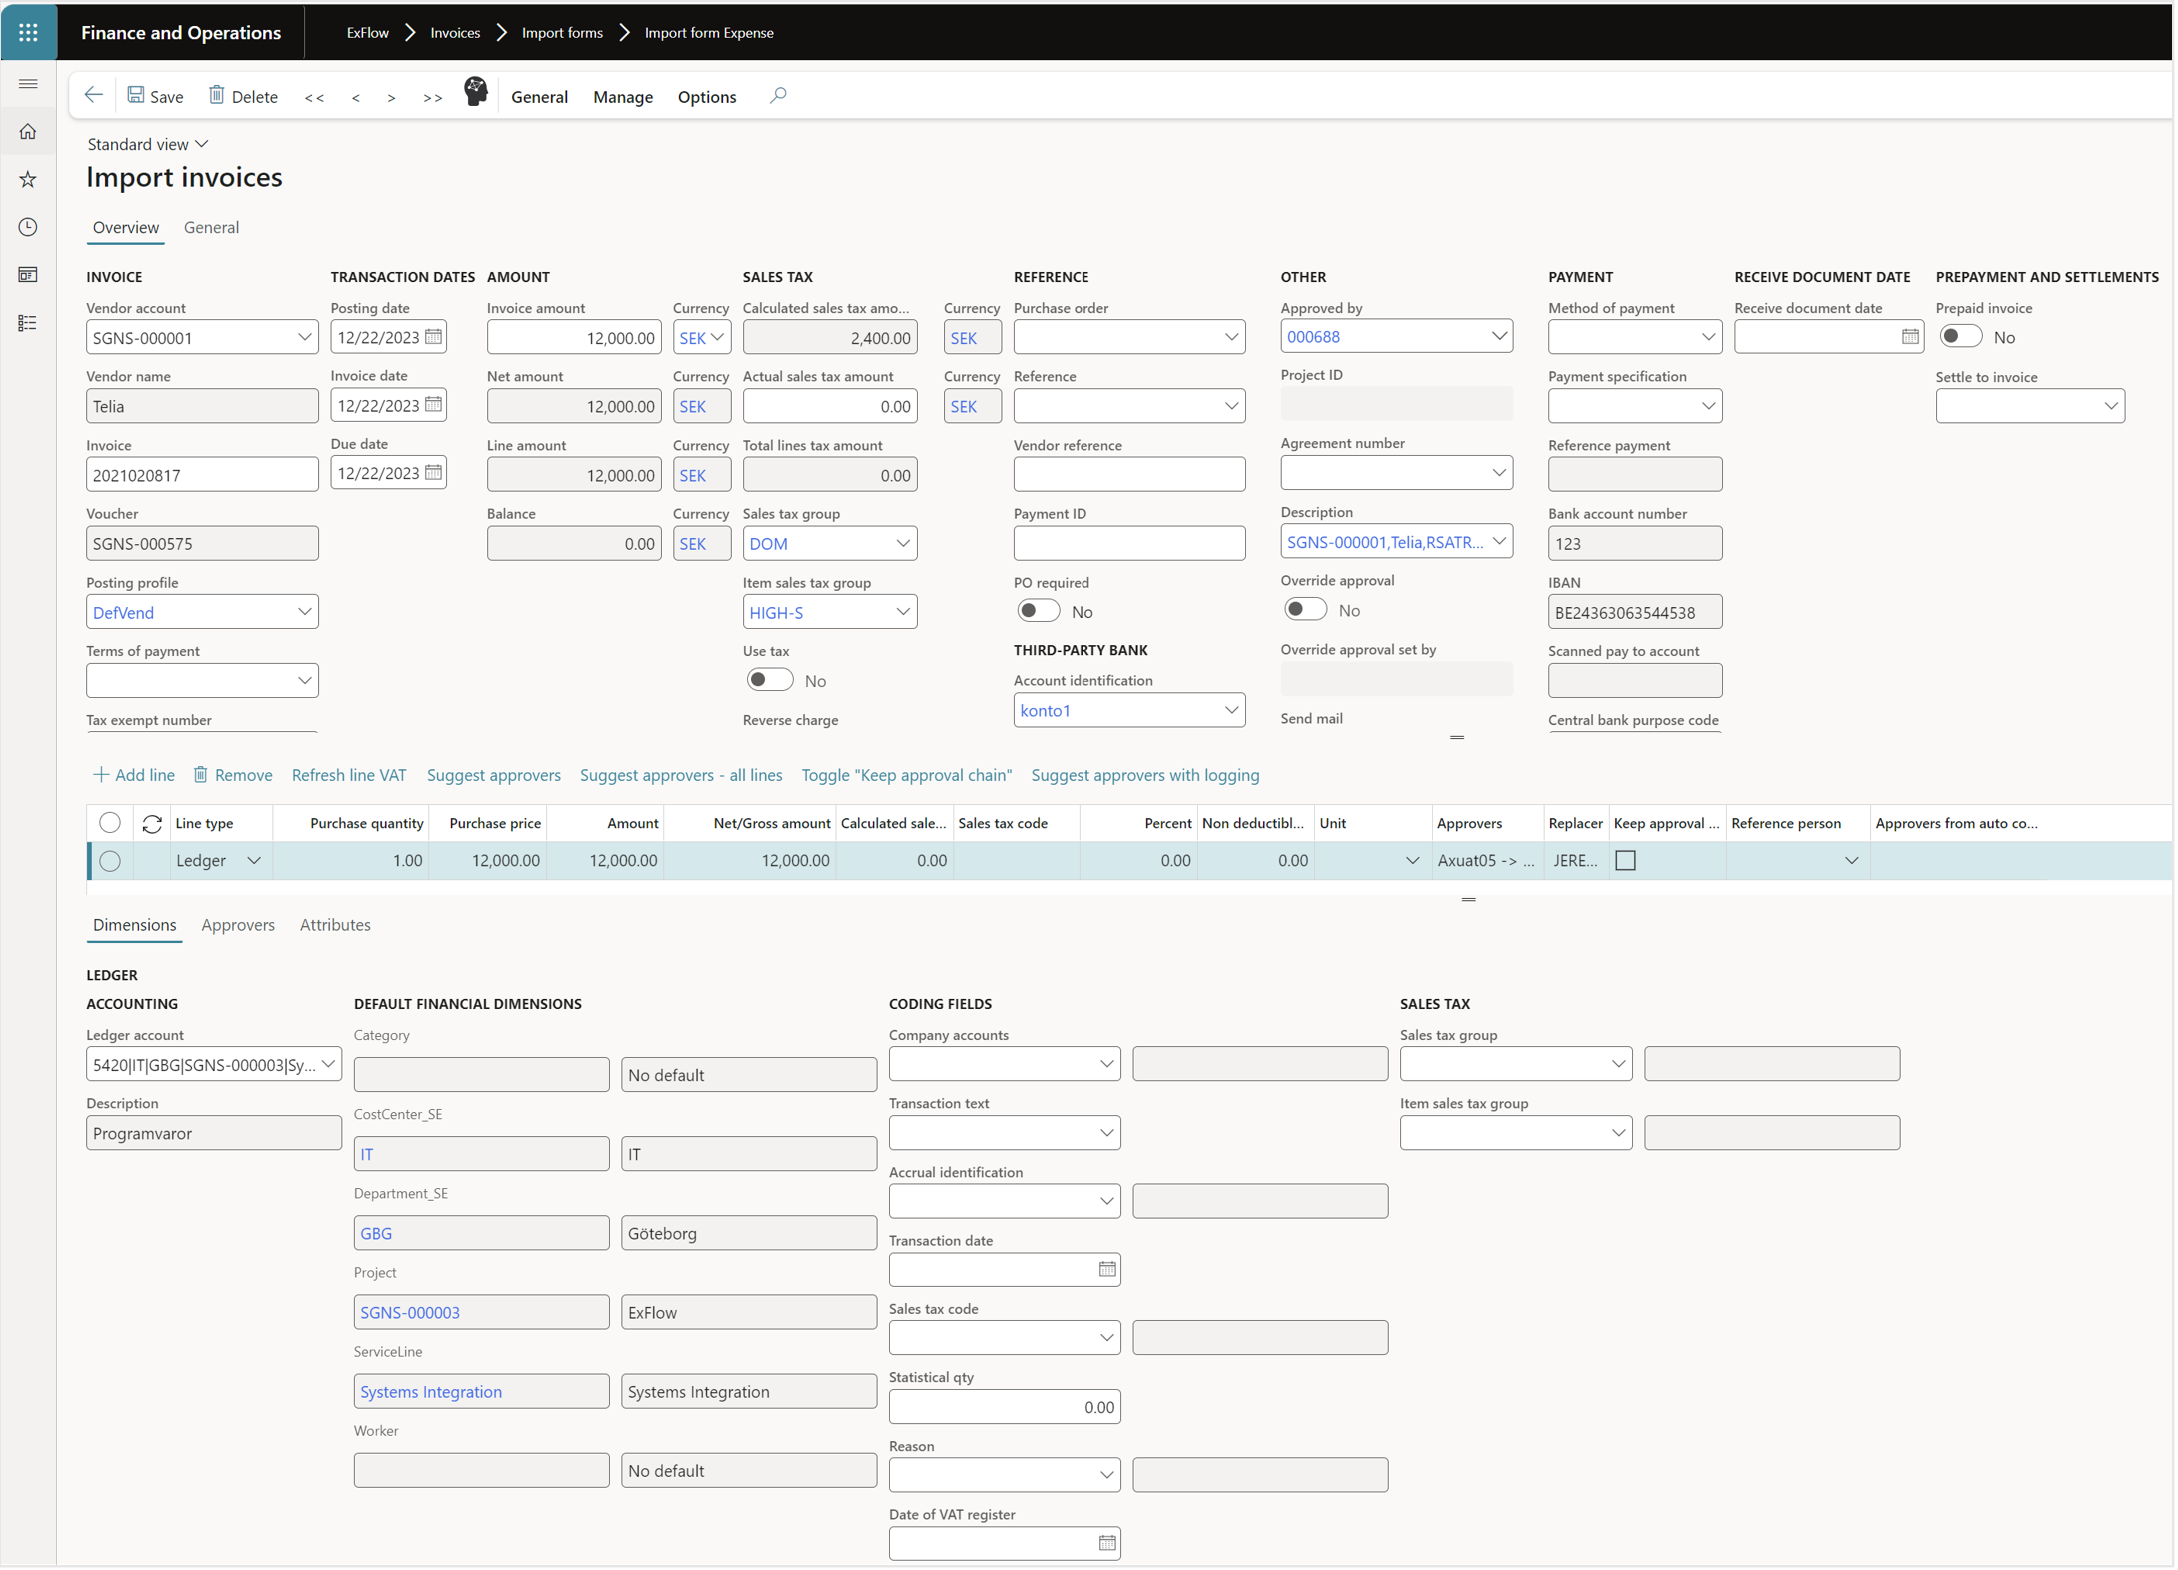 Finance and Operations
ExFlow Invoices Import forms Import form Expense
Save Delete << < > >> General Manage Options
Standard view
Import invoices
Overview General
INVOICE TRANSACTION DATES AMOUNT SALES TAX REFERENCE OTHER PAYMENT RECEIVE DOCUMENT DATE PREPAYMENT AND SETTLEMENTS
Vendor account Posting date Invoice amount Currency Calculated sales tax amo... Currency Purchase order Approved by Method of payment Receive document date Prepaid invoice
SGNS-000001 12/22/2023 12,000.00 SEK 2,400.00 SEK 000688 No
Vendor name Invoice date Net amount Currency Actual sales tax amount Currency Reference Project ID Payment specification Settle to invoice
Telia 12/22/2023 12,000.00 SEK 0.00 SEK
Invoice Due date Line amount Currency Total lines tax amount Vendor reference Agreement number Reference payment
2021020817 12/22/2023 12,000.00 SEK 0.00
Voucher Balance Currency Sales tax group Payment ID Description Bank account number
SGNS-000575 0.00 SEK DOM SGNS-000001,Telia,RSATR... 123
Posting profile Item sales tax group PO required Override approval IBAN
DefVend HIGH-S No No BE24363063544538
Terms of payment Use tax THIRD-PARTY BANK Override approval set by Scanned pay to account
No Account identification
konto1
Tax exempt number Reverse charge Send mail Central bank purpose code
Add line Remove Refresh line VAT Suggest approvers Suggest approvers - all lines Toggle "Keep approval chain" Suggest approvers with logging
Line type Purchase quantity Purchase price Amount Net/Gross amount Calculated sale... Sales tax code Percent Non deductibl... Unit Approvers Replacer Keep approval ... Reference person Approvers from auto co...
Ledger 1.00 12,000.00 12,000.00 12,000.00 0.00 0.00 0.00 Axuat05 -> ... JERE...
Dimensions Approvers Attributes
LEDGER
ACCOUNTING DEFAULT FINANCIAL DIMENSIONS CODING FIELDS SALES TAX
Ledger account Category Company accounts Sales tax group
5420|IT|GBG|SGNS-000003|Sy... No default
Description CostCenter_SE Transaction text Item sales tax group
Programvaror IT IT
Department_SE Accrual identification
GBG Göteborg
Project Transaction date
SGNS-000003 ExFlow
ServiceLine Sales tax code
Systems Integration Systems Integration
Worker Statistical qty
No default 0.00
Reason
Date of VAT register